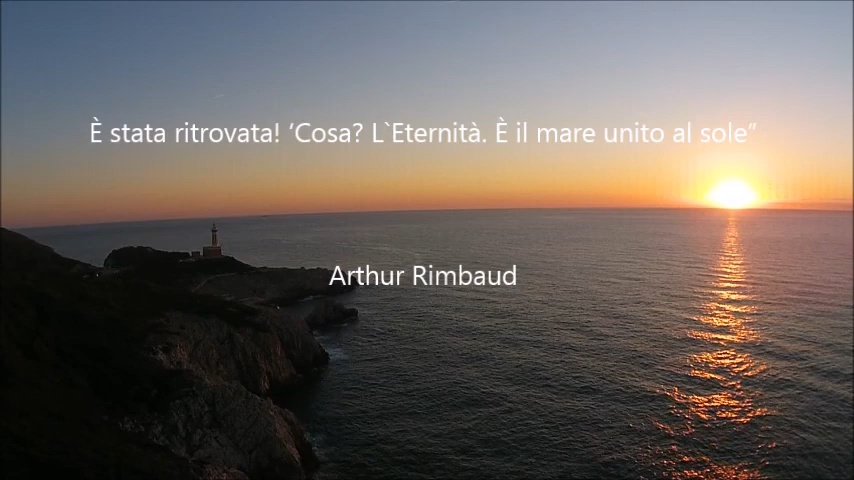 È stata ritrovata! ’Cosa? L`Eternità. È il mare unito al sole”
Arthur Rimbaud